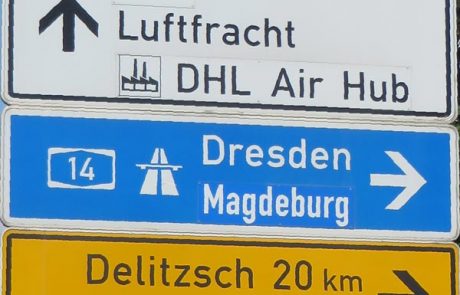 Luftfracht
DHL Air Hub
14 Dresden
Magdeburg
Delitzsch 20 km